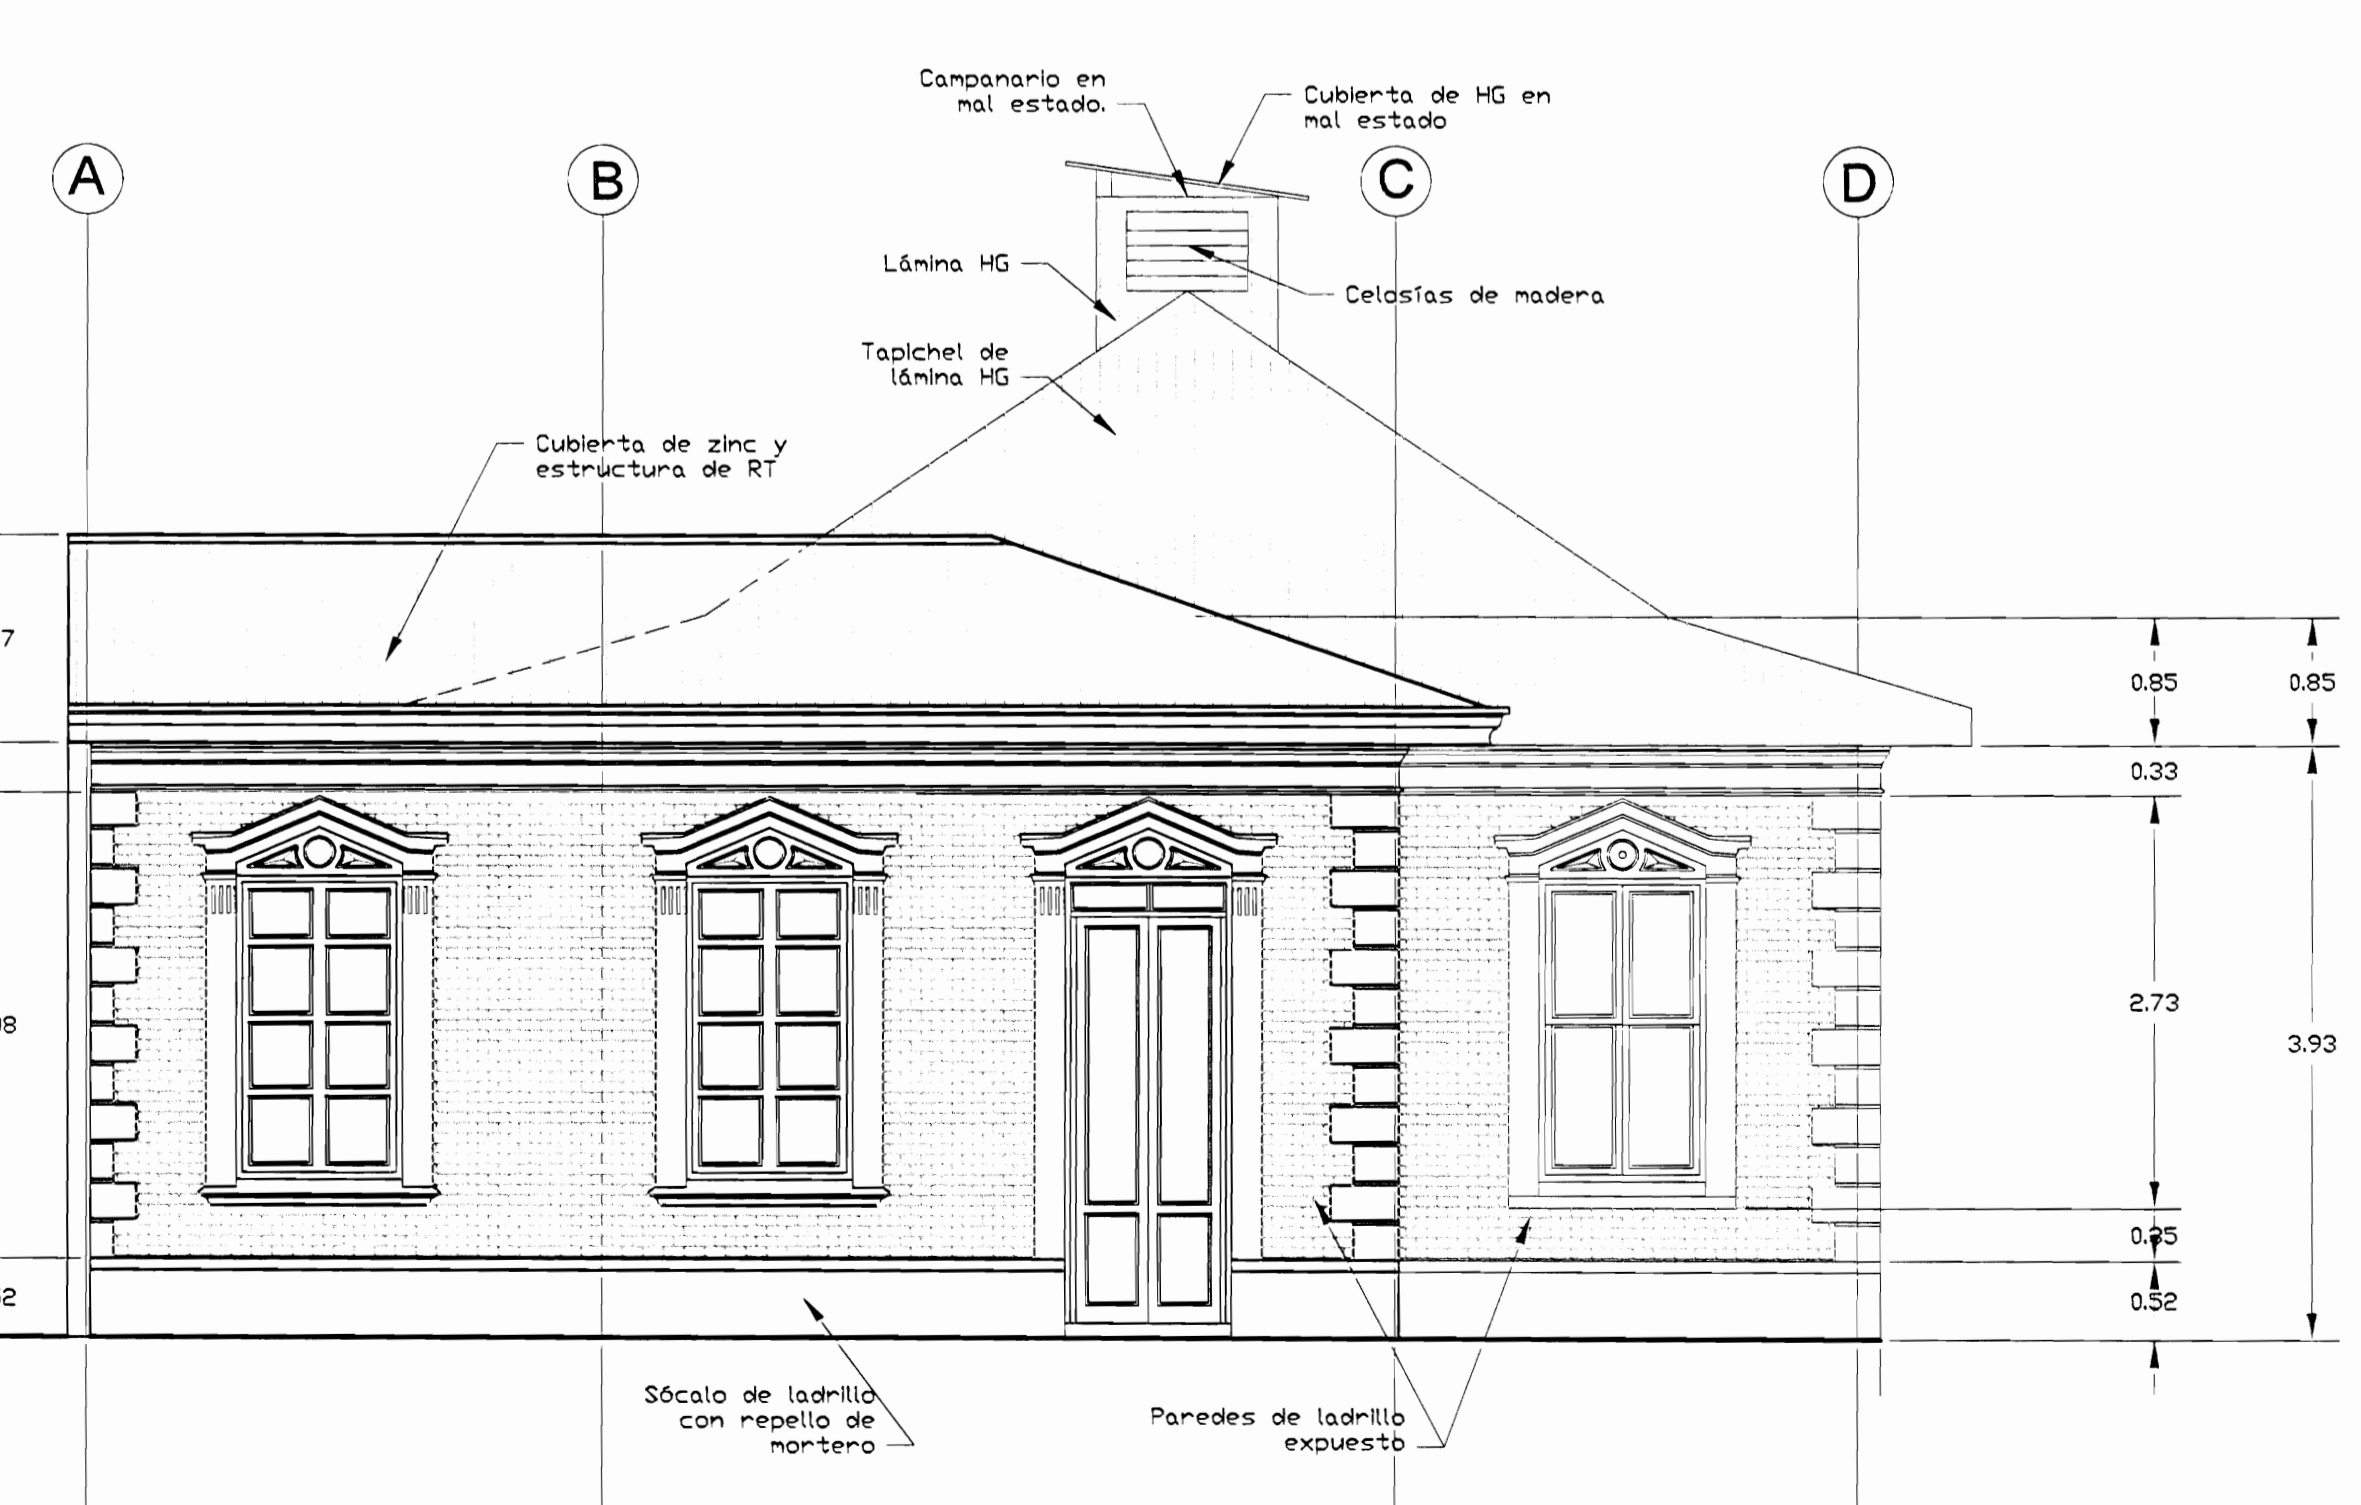 Campanario en
mal estado.
Cubierta de HG en
mal estado
A
B
C
D
Lámina HG
Celosías de madera
Tapichel de
lámina HG
Cubierta de zinc y
estructura de RT
7
0.85
0.85
0.33
2.73
3.93
0.35
0.52
Sócalo de ladrillo
con repello de
mortero
Paredes de ladrillo
expuesto